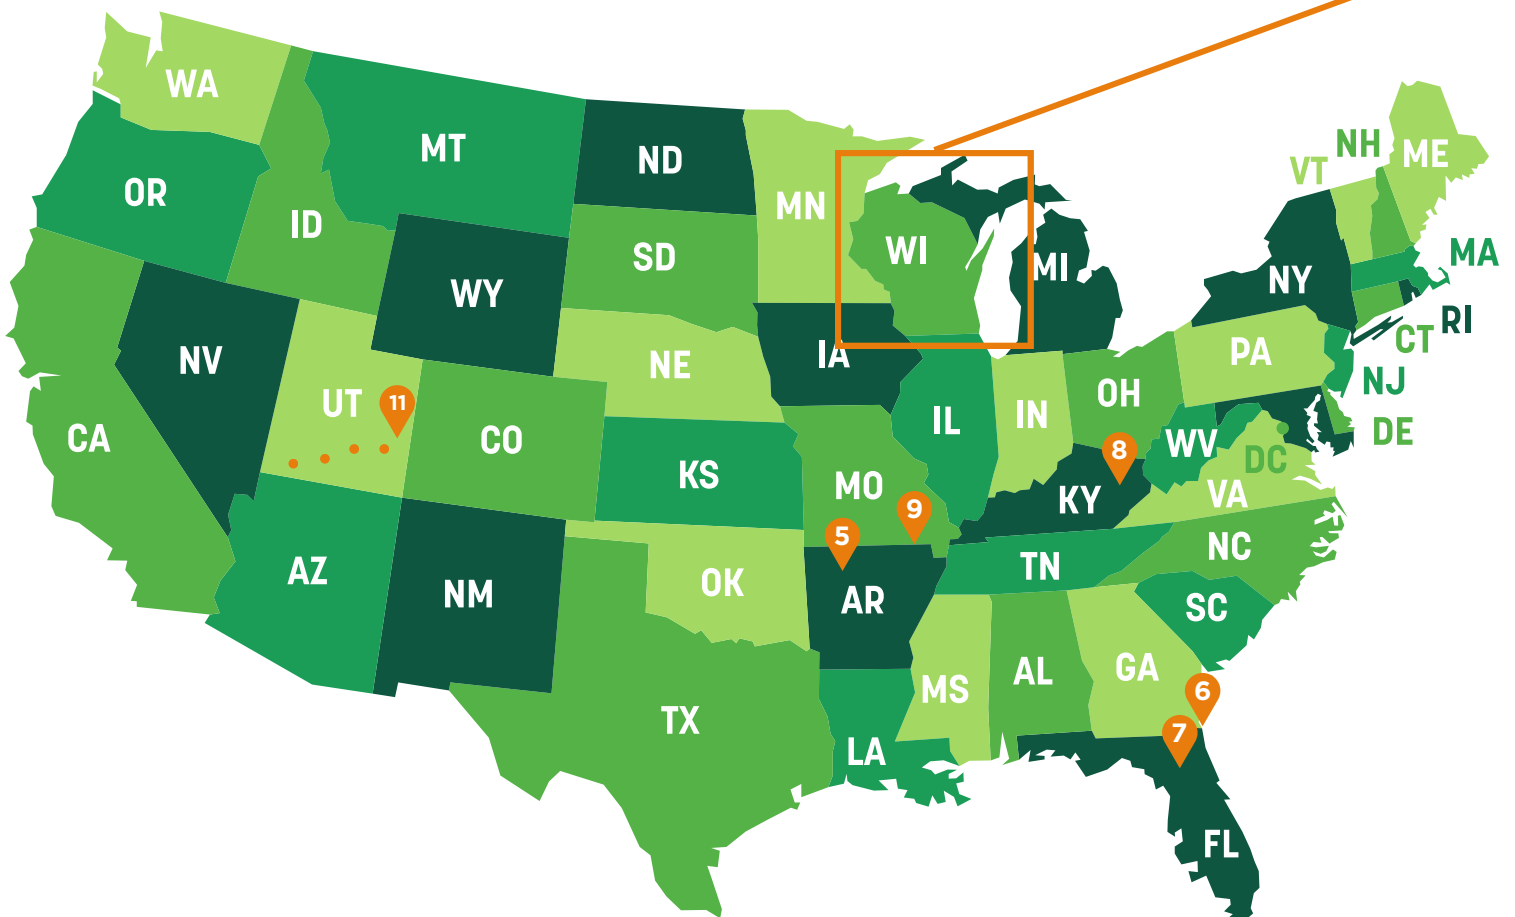 WA
MT
ND
MN
OR
ID
SD
WI
MI
WY
NH
ME
VT
MA
NY
RI
CT
NV
UT
11
NE
IA
PA
NJ
CA
CO
KS
MO
IL
IN
OH
WV
DC
DE
8
KY
VA
9
5
AZ
NM
OK
AR
TN
NC
SC
TX
LA
MS
AL
GA
6
7
FL